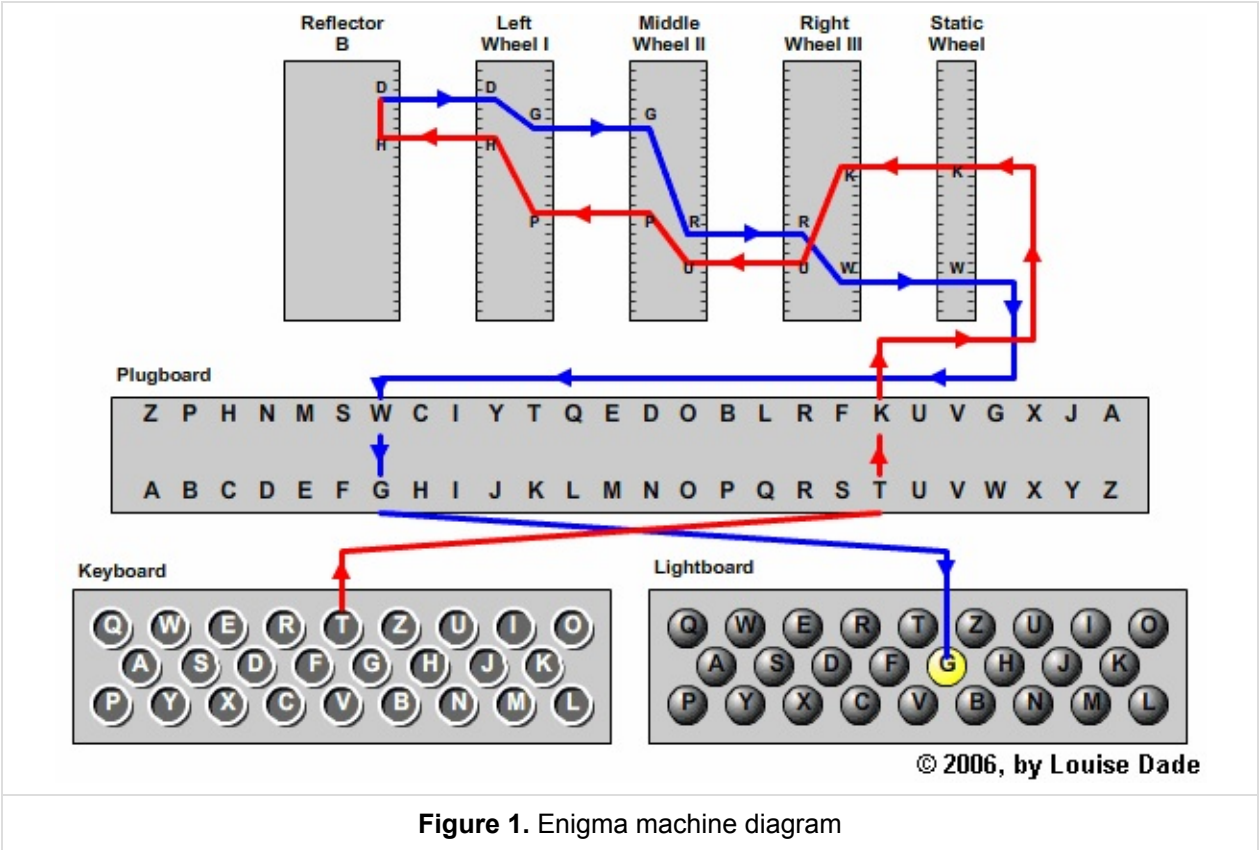 Reflector B
Left Wheel I
Middle Wheel II
Right Wheel III
Static Wheel
D D G G
H H K K
P P R R
U U W W
Plugboard
Z P H N M S W C I Y T Q E D O B L R F K U V G X J A
A B C D E F G H I J K L M N O P Q R S T U V W X Y Z
Keyboard
Q W E R T Z U I O
A S D F G H J K
P Y X C V B N M L
Lightboard
Q W E R T Z U I O
A S D F G H J K
P Y X C V B N M L
© 2006, by Louise Dade
Figure 1. Enigma machine diagram